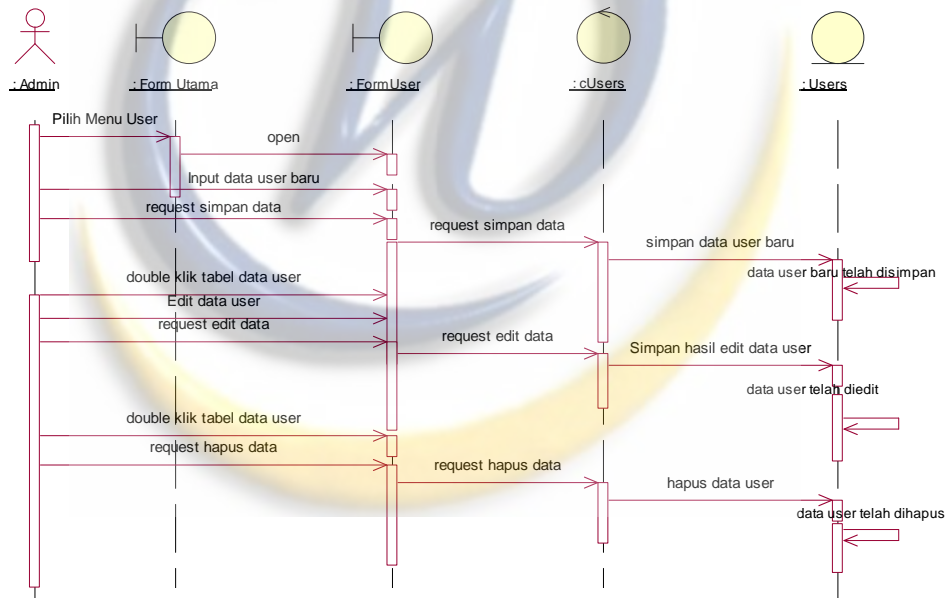 : Admin
: Form Utama
: FormUser
: cUsers
: Users
Pilih Menu User
open
Input data user baru
request simpan data
request simpan data
simpan data user baru
data user baru telah disimpan
double klik tabel data user
Edit data user
request edit data
request edit data
Simpan hasil edit data user
data user telah diedit
double klik tabel data user
request hapus data
request hapus data
hapus data user
data user telah dihapus